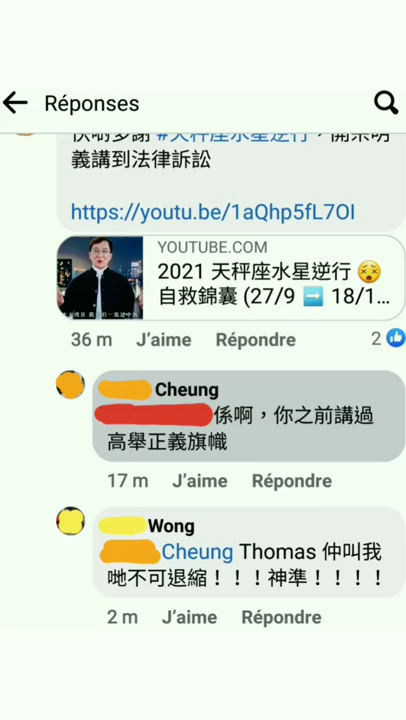 Réponses
快啲多謝 #天秤座水星逆行，開宗明
義講到法律訴訟
https://youtu.be/1aQhp5fL7OI
YOUTUBE.COM
2021 天秤座水星逆行 😵
自救錦囊 (27/9 ➡️ 18/1…
36 m J’aime Répondre 2
Cheung
係啊，你之前講過
高舉正義旗幟
17 m J’aime Répondre
Wong
Cheung Thomas 仲叫我
哋不可退縮！！！神準！！！！
2 m J’aime Répondre